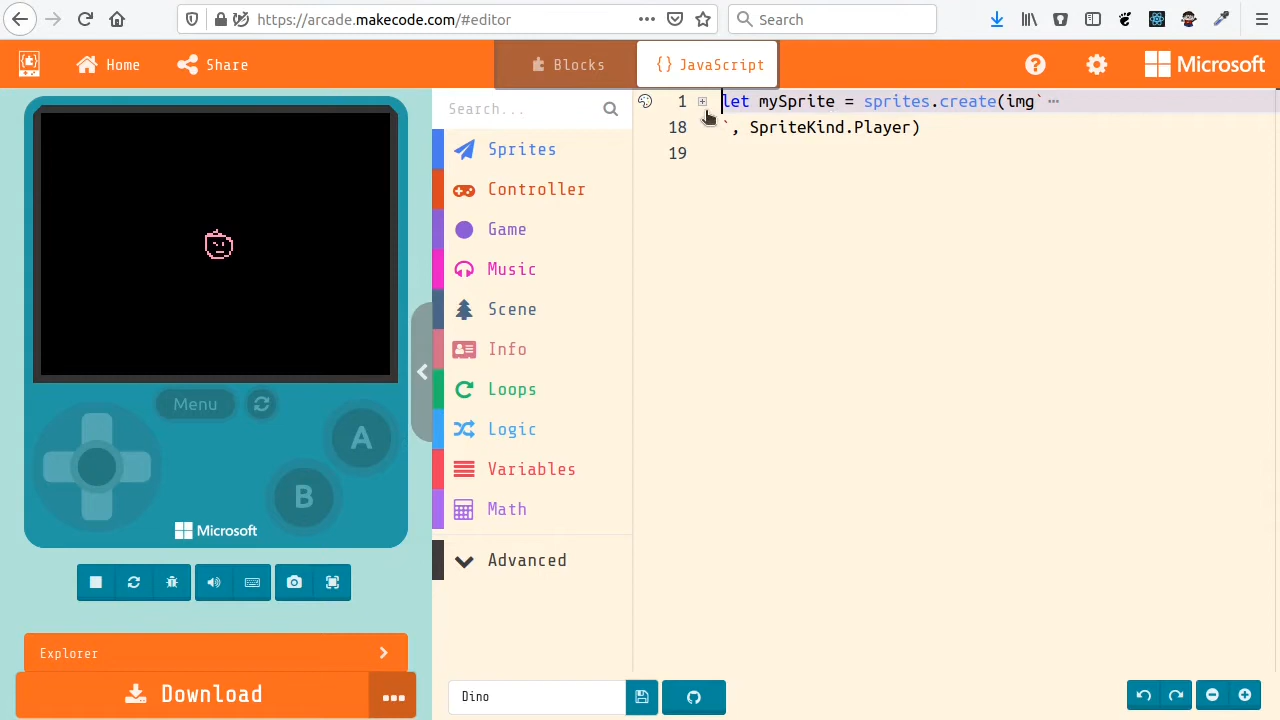 https://arcade.makecode.com/#editor
Search
Home
Share
Blocks
{ } JavaScript
Microsoft
Search...
Sprites
Controller
Game
Music
Scene
Info
Loops
Logic
Variables
Math
Advanced
1 let mySprite = sprites.create(img` ···
18 `, SpriteKind.Player)
19
Menu
A
B
Microsoft
Explorer
Download
Dino